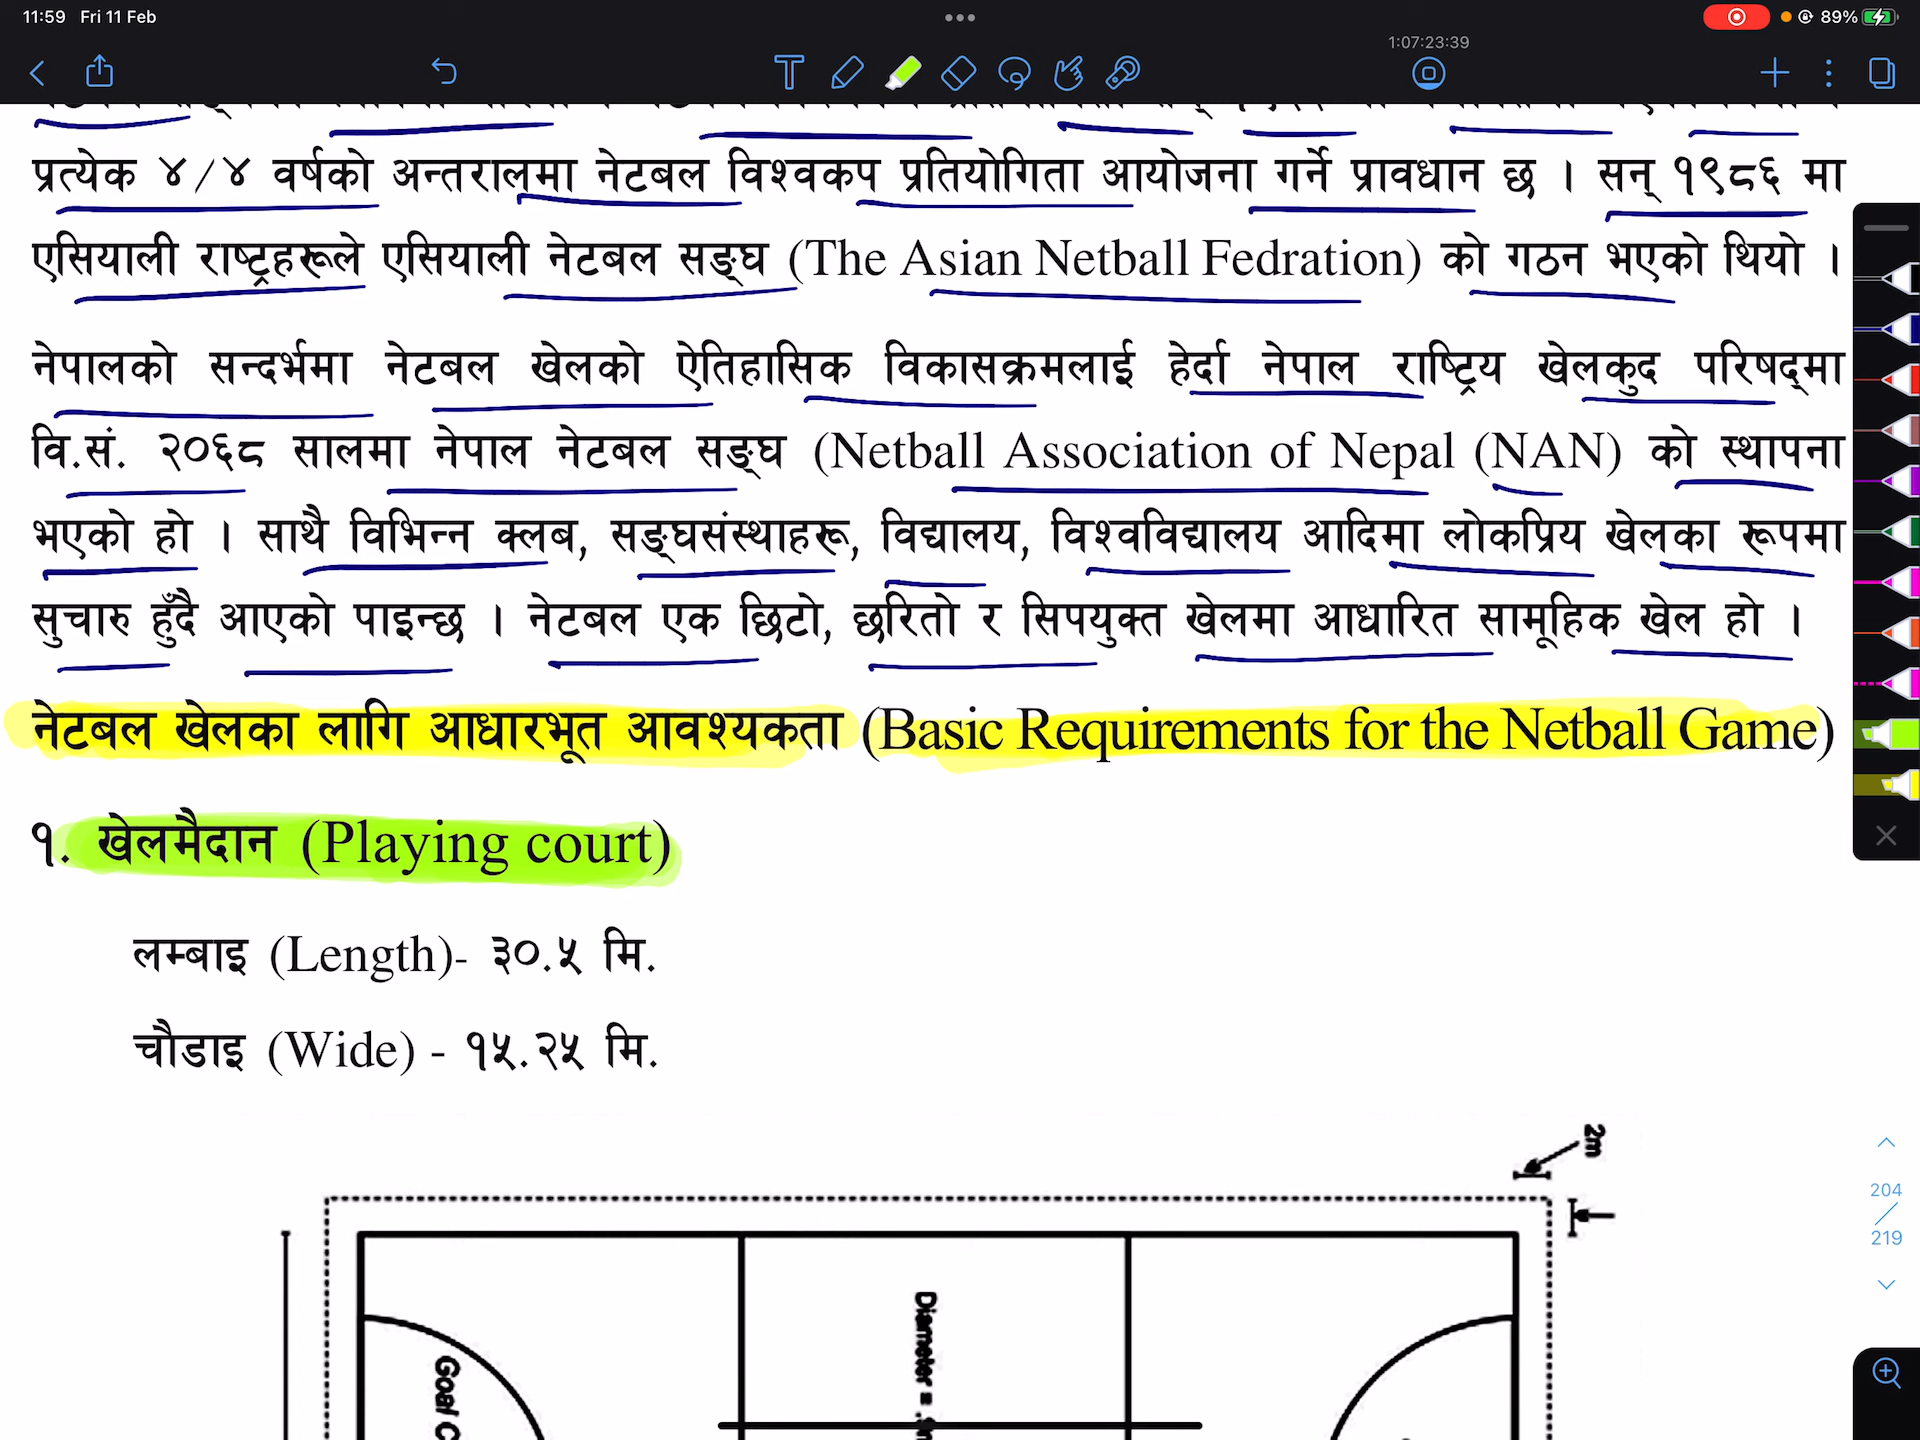 11:59 Fri 11 Feb
89%
1:07:23:39
प्रत्येक ४/४ वर्षको अन्तरालमा नेटबल विश्वकप प्रतियोगिता आयोजना गर्ने प्रावधान छ । सन् १९८६ मा
एसियाली राष्ट्रहरूले एसियाली नेटबल सङ्घ (The Asian Netball Fedration) को गठन भएको थियो ।
नेपालको सन्दर्भमा नेटबल खेलको ऐतिहासिक विकासक्रमलाई हेर्दा नेपाल राष्ट्रिय खेलकुद परिषद्मा
वि.सं. २०६८ सालमा नेपाल नेटबल सङ्घ (Netball Association of Nepal (NAN) को स्थापना
भएको हो । साथै विभिन्न क्लब, सङ्घसंस्थाहरू, विद्यालय, विश्वविद्यालय आदिमा लोकप्रिय खेलका रूपमा
सुचारु हुँदै आएको पाइन्छ । नेटबल एक छिटो, छरितो र सिपयुक्त खेलमा आधारित सामूहिक खेल हो ।
नेटबल खेलका लागि आधारभूत आवश्यकता (Basic Requirements for the Netball Game)
१. खेलमैदान (Playing court)
लम्बाइ (Length)- ३०.५ मि.
चौडाइ (Wide) - १५.२५ मि.
2m
Diameter =
Goal
204
/
219